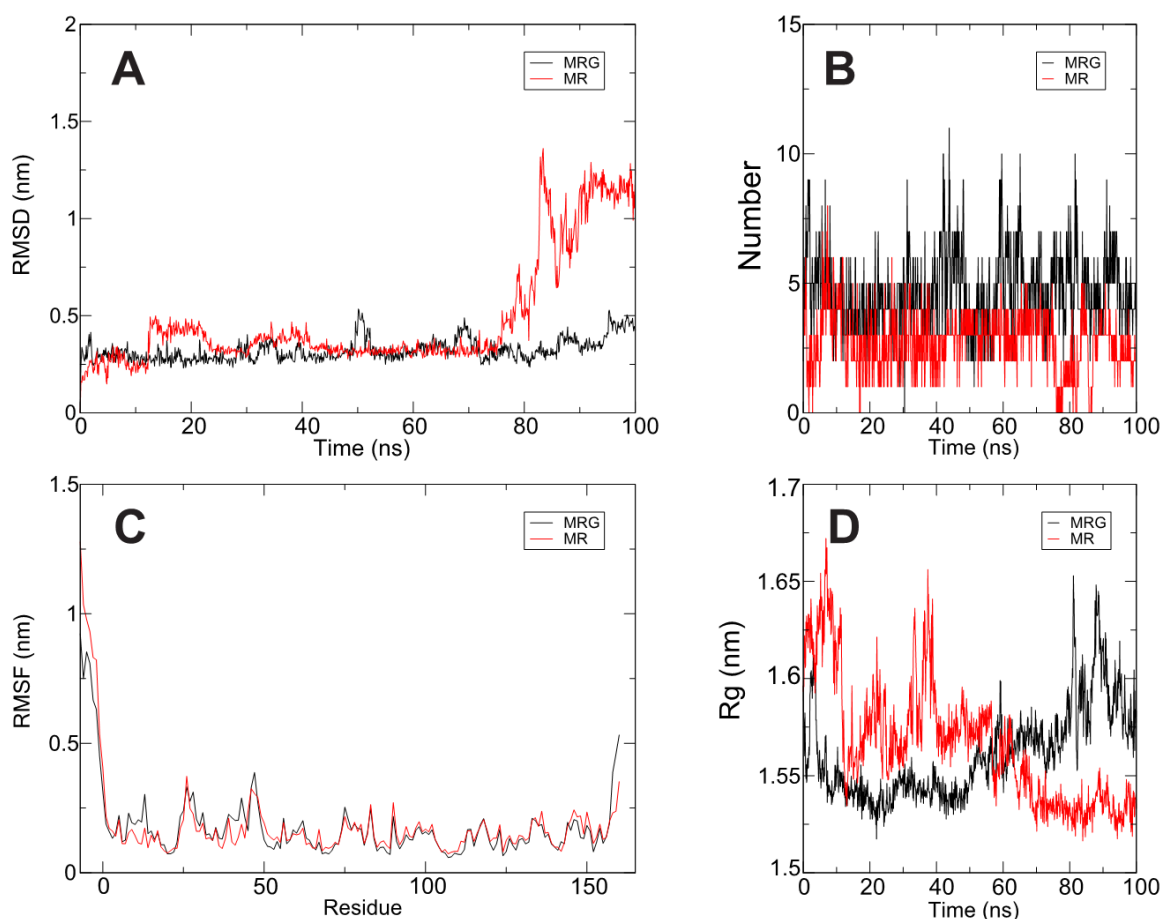 A
RMSD (nm)
2
1.5
1
0.5
0
0 20 40 60 80 100
Time (ns)
MRG
MR
B
Number
15
10
5
0
0 20 40 60 80 100
Time (ns)
MRG
MR
C
RMSF (nm)
1.5
1
0.5
0
0 50 100 150
Residue
MRG
MR
D
Rg (nm)
1.7
1.65
1.6
1.55
1.5
0 20 40 60 80 100
Time (ns)
MRG
MR